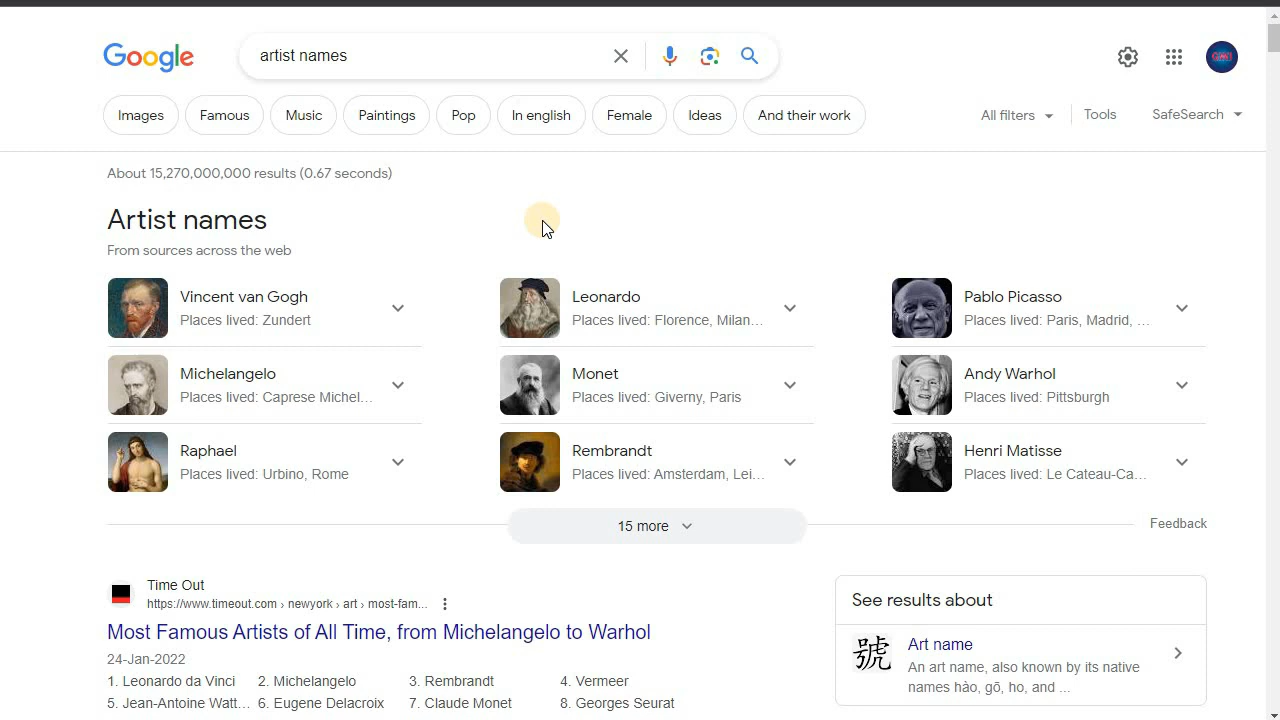 Google
artist names
Images Famous Music Paintings Pop In english Female Ideas And their work All filters Tools SafeSearch
About 15,270,000,000 results (0.67 seconds)
Artist names
From sources across the web
Vincent van Gogh
Places lived: Zundert
Leonardo
Places lived: Florence, Milan...
Pablo Picasso
Places lived: Paris, Madrid, ...
Michelangelo
Places lived: Caprese Michel...
Monet
Places lived: Giverny, Paris
Andy Warhol
Places lived: Pittsburgh
Raphael
Places lived: Urbino, Rome
Rembrandt
Places lived: Amsterdam, Lei...
Henri Matisse
Places lived: Le Cateau-Ca...
15 more
Feedback
Time Out
https://www.timeout.com › newyork › art › most-fam...
Most Famous Artists of All Time, from Michelangelo to Warhol
24-Jan-2022
1. Leonardo da Vinci 2. Michelangelo 3. Rembrandt 4. Vermeer
5. Jean-Antoine Watt... 6. Eugene Delacroix 7. Claude Monet 8. Georges Seurat
See results about
號
Art name
An art name, also known by its native
names hào, gō, ho, and ...